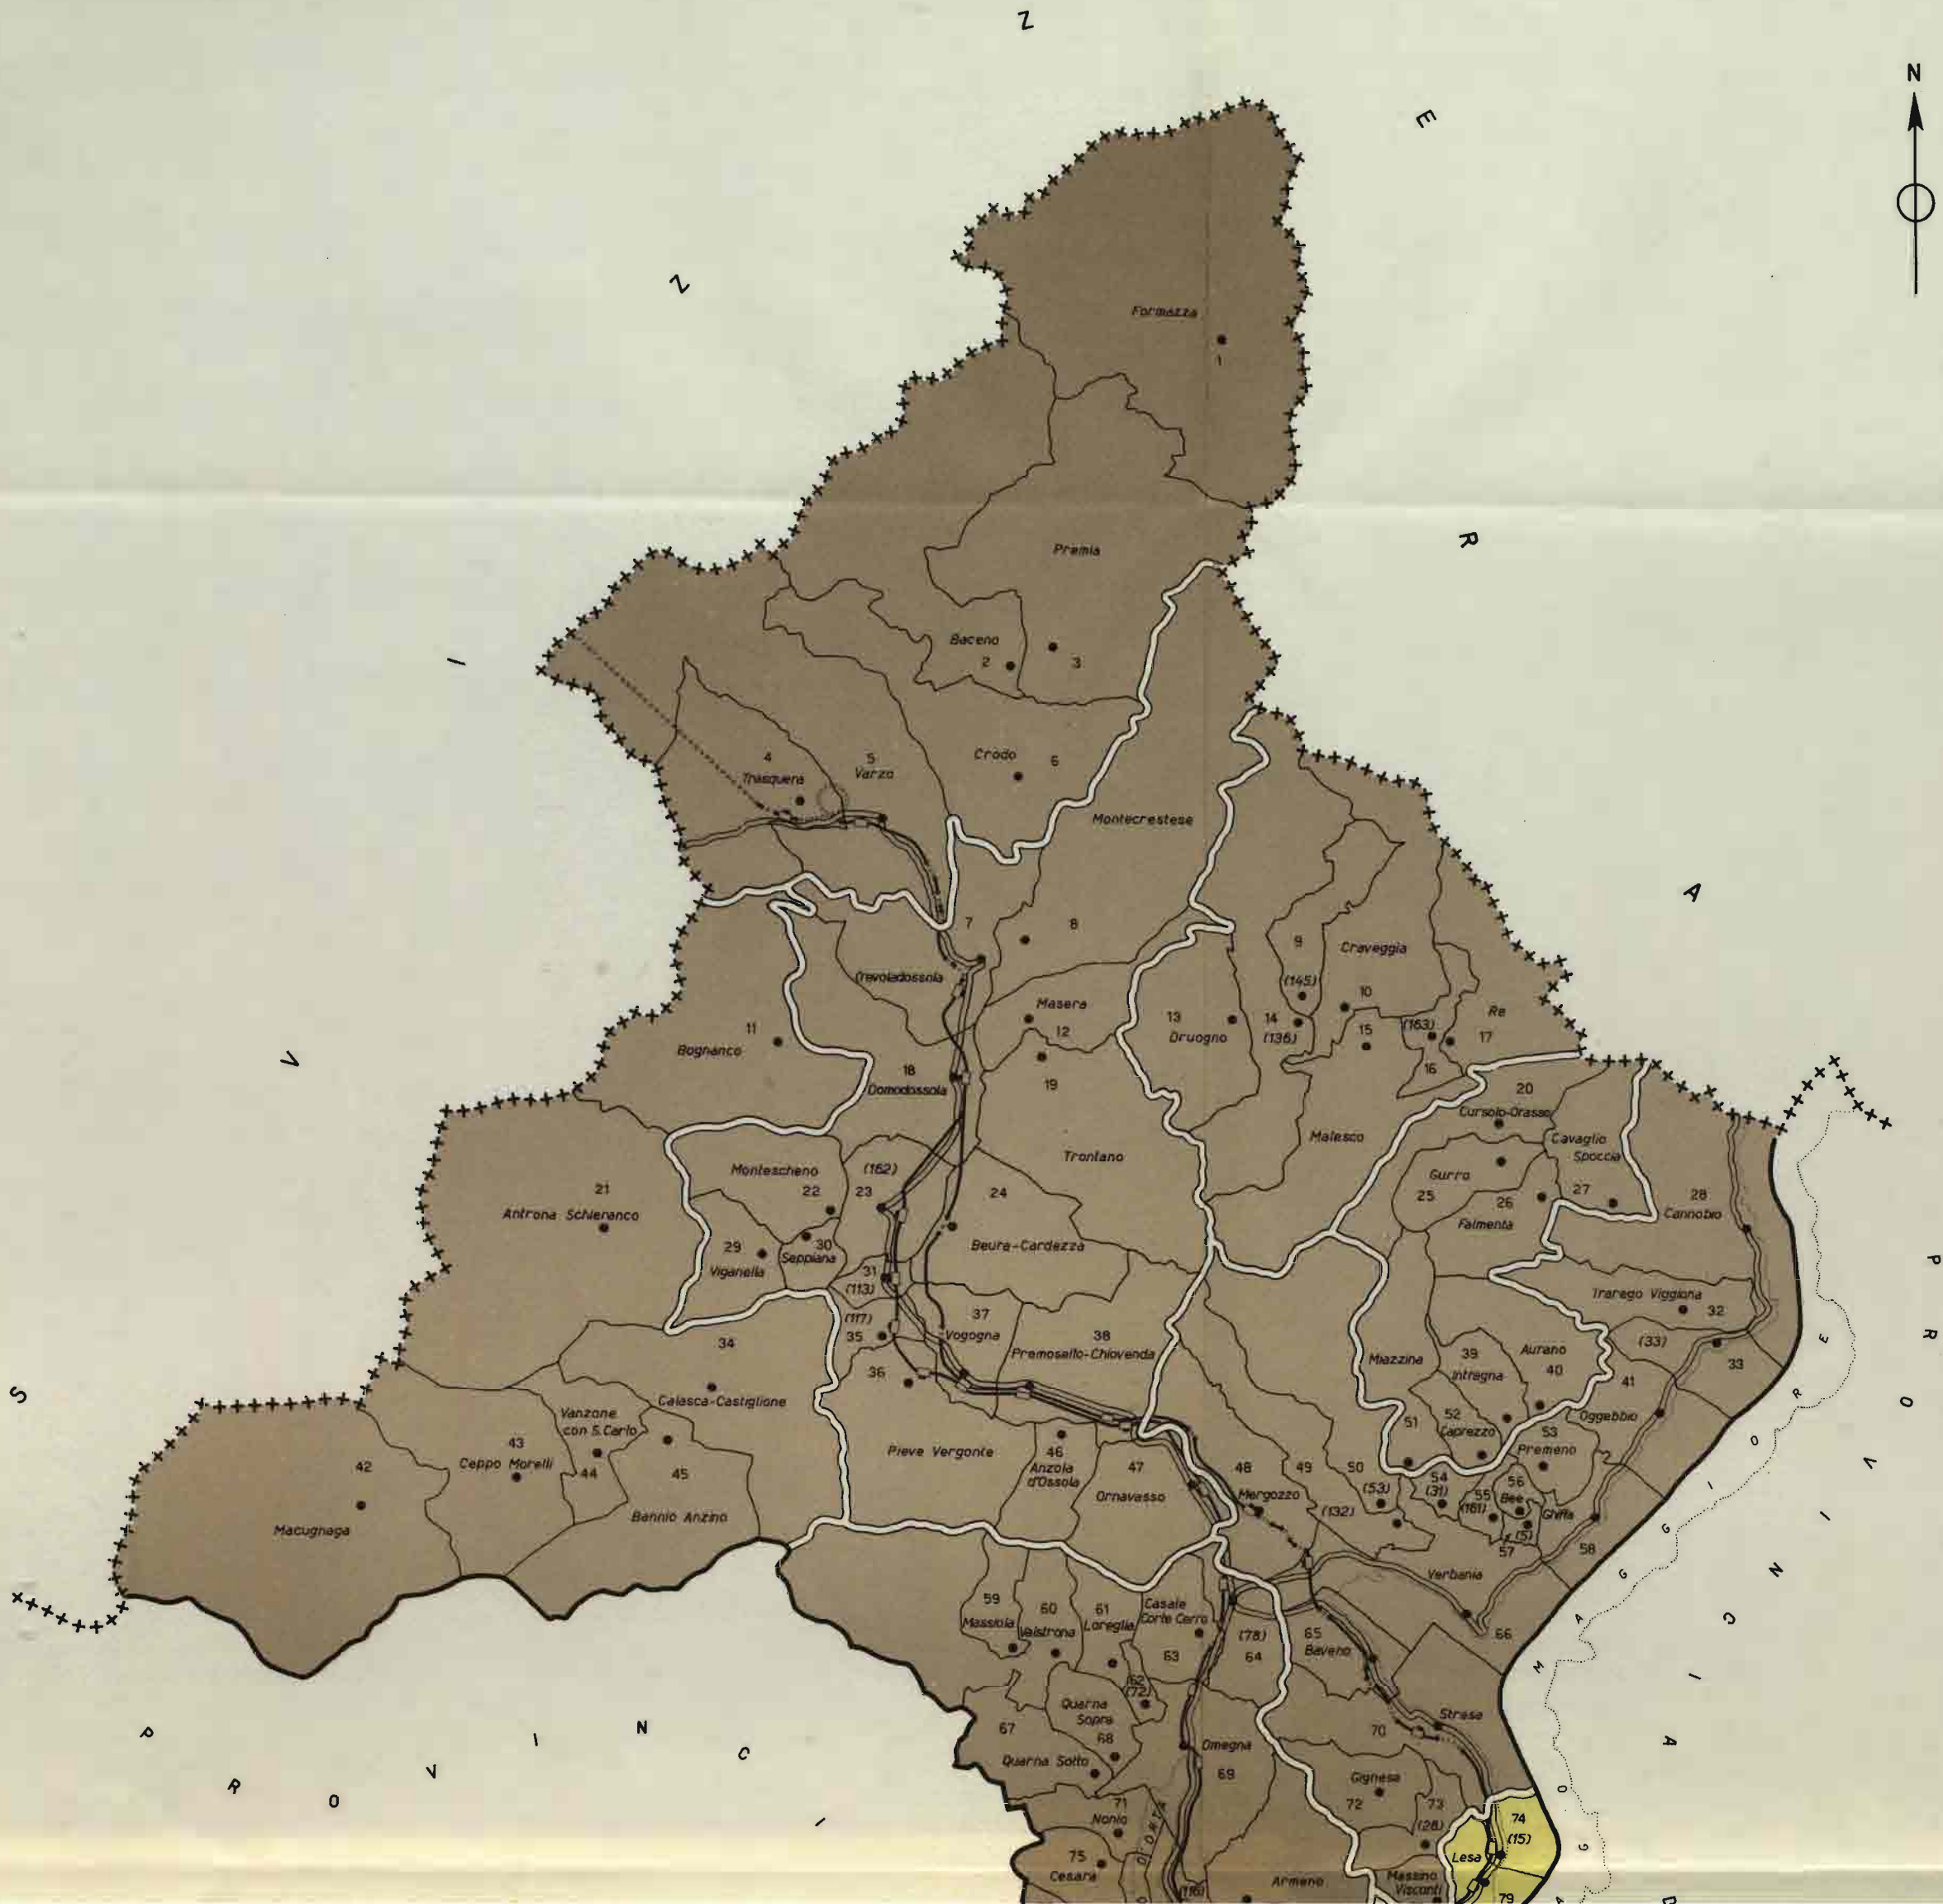 S V I Z Z E R A
N
Formazza
1
Premia
Baceno
2
3
4
Trasquera
5
Varzo
Crodo
6
Montecrestese
7
8
Crevoladossola
9
(145)
Craveggia
10
11
Bognanco
Masera
12
13
Druogno
14
(136)
15
(163)
16
Re
17
18
Domodossola
19
Trontano
20
Cursolo-Orasso
Malesco
Cavaglio
Spoccia
21
Antrona Schieranco
Montescheno
22
(162)
23
24
Beura-Cardezza
Gurro
25
26
Falmenta
27
28
Cannobio
29
Viganella
30
Seppiana
31
(113)
Trarego Viggiona
32
(33)
33
34
Calasca-Castiglione
(117)
35
36
37
Vogogna
38
Premosello-Chiovenda
Miazzina
39
Intragna
Aurano
40
41
Oggebbio
42
Macugnaga
43
Ceppo Morelli
Vanzone
con S.Carlo
44
45
Bannio Anzino
Pieve Vergonte
46
Anzola
d'Ossola
47
Ornavasso
48
Mergozzo
49
(132)
50
(53)
51
52
Caprezzo
53
Premeno
54
(31)
55
(161)
56
Bee
(5)
57
Ghiffa
58
Verbania
59
Massiola
60
Valstrona
61
Loreglia
62
(72)
Casale
Corte Cerro
63
(78)
64
65
Baveno
66
67
Quarna
Sopra
68
Quarna Sotto
Omegna
69
70
Stresa
71
Nonio
Gignese
72
73
(28)
74
(15)
Lesa
75
Cesara
D'ORTA
(116)
Armeno
Massino
Visconti
79
MAGGIORE
PROVINCIA
PROVINCI